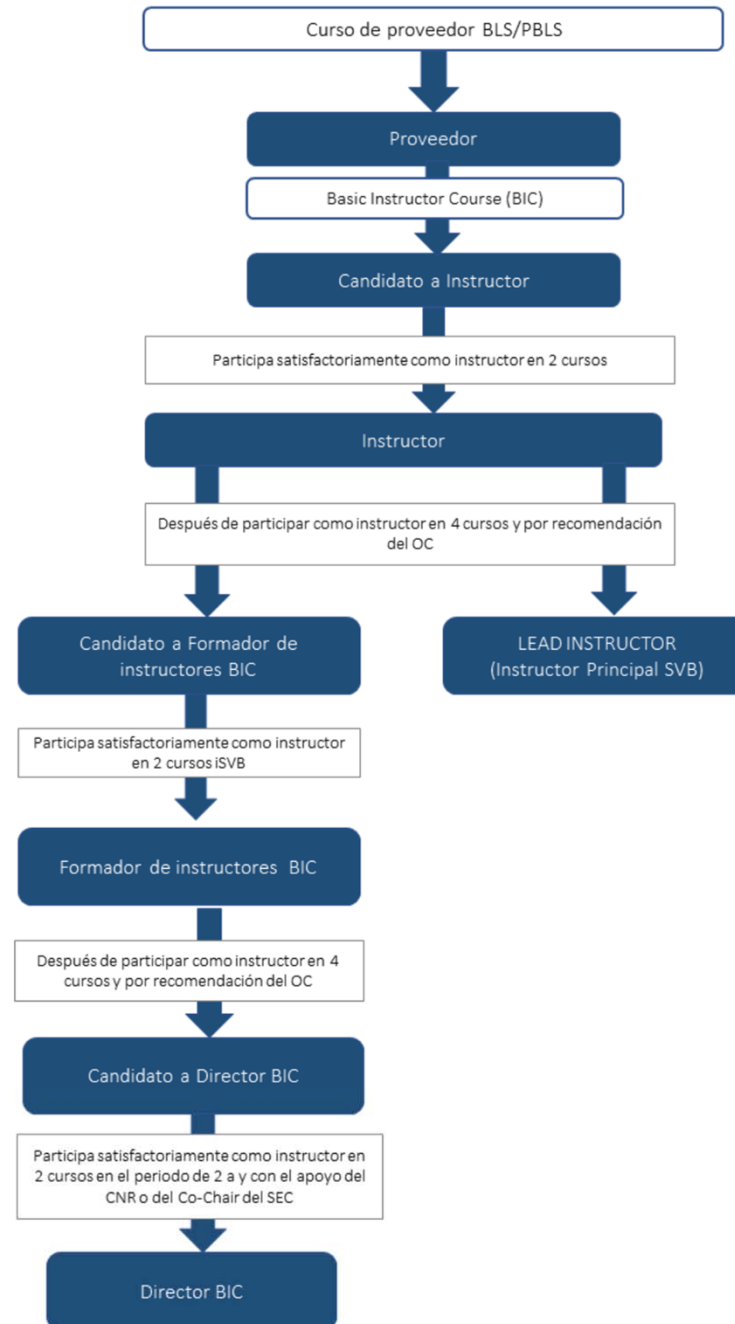 Curso de proveedor BLS/PBLS
Proveedor
Basic Instructor Course (BIC)
Candidato a Instructor
Participa satisfactoriamente como instructor en 2 cursos
Instructor
Después de participar como instructor en 4 cursos y por recomendación
del OC
Candidato a Formador de
instructores BIC
LEAD INSTRUCTOR
(Instructor Principal SVB)
Participa satisfactoriamente como instructor
en 2 cursos iSVB
Formador de instructores BIC
Después de participar como instructor en 4
cursos y por recomendación del OC
Candidato a Director BIC
Participa satisfactoriamente como instructor en
2 cursos en el periodo de 2 a y con el apoyo del
CNR o del Co-Chair del SEC
Director BIC